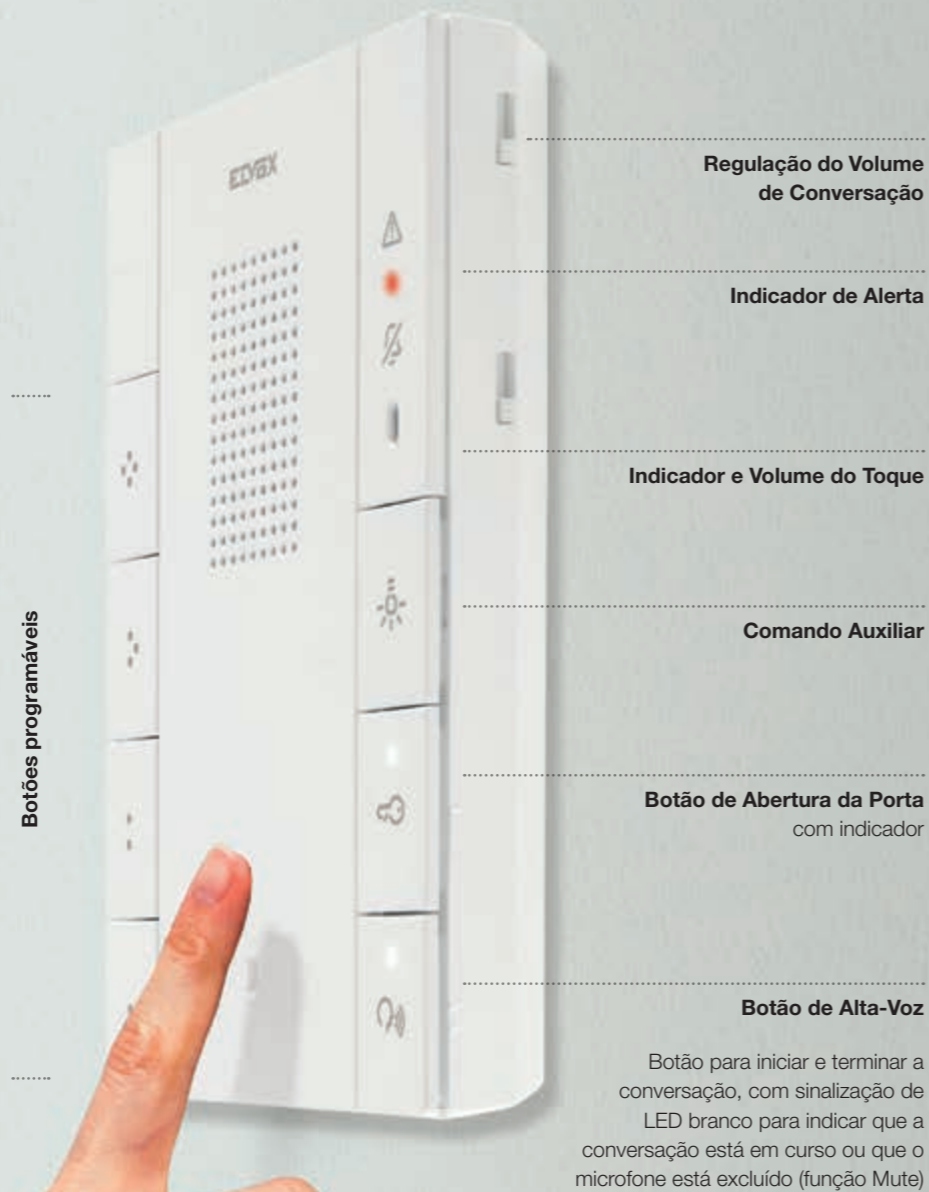 ELVOX
Regulação do Volume
de Conversação
Indicador de Alerta
Indicador e Volume do Toque
Comando Auxiliar
Botões programáveis
Botão de Abertura da Porta
com indicador
Botão de Alta-Voz
Botão para iniciar e terminar a
conversação, com sinalização de
LED branco para indicar que a
conversação está em curso ou que o
microfone está excluído (função Mute)